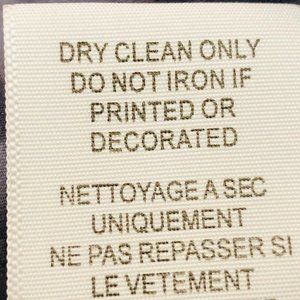 DRY CLEAN ONLY
DO NOT IRON IF
PRINTED OR
DECORATED
NETTOYAGE A SEC
UNIQUEMENT
NE PAS REPASSER SI
LE VETEMENT